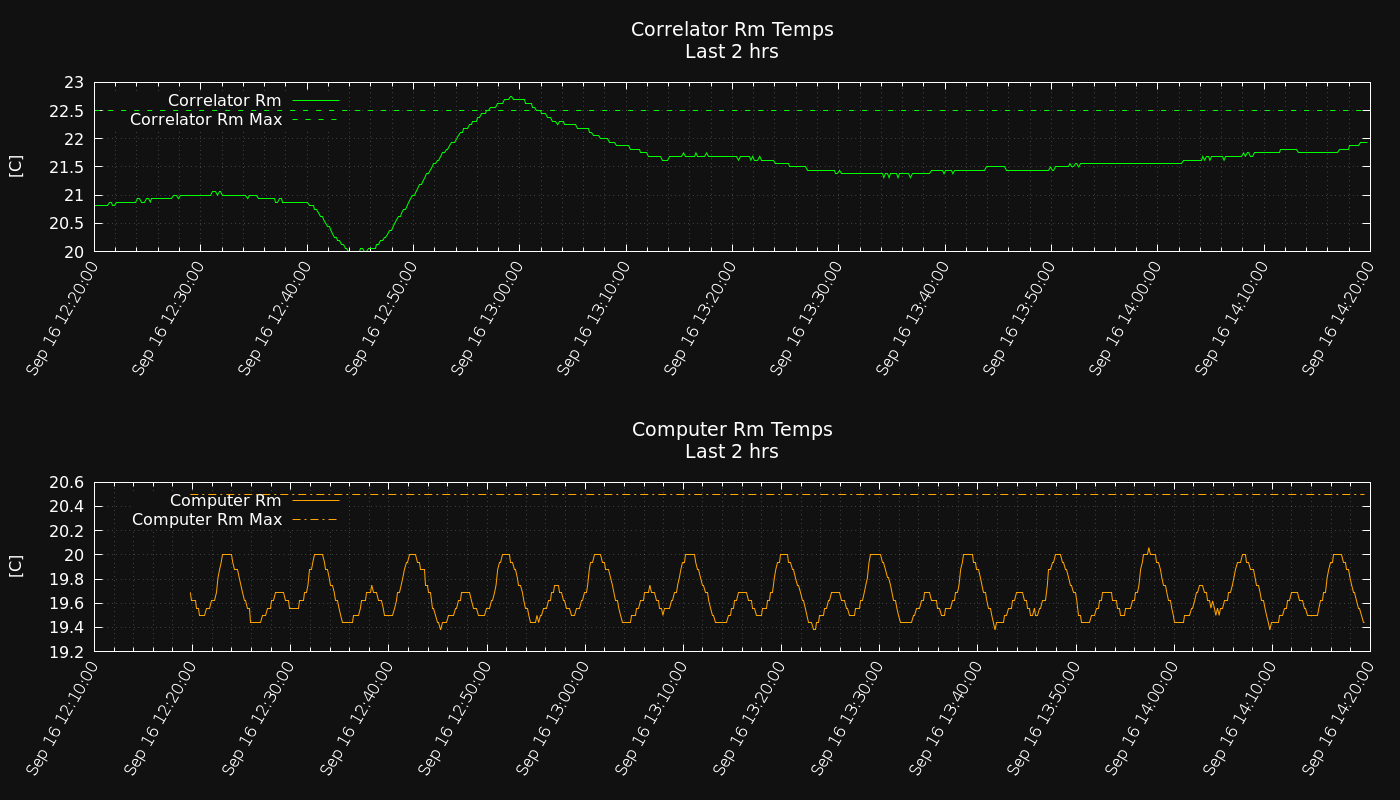 Correlator Rm Temps
Last 2 hrs
23
22.5
22
21.5
21
20.5
20
[C]
Correlator Rm
Correlator Rm Max
Sep 16 12:20:00
Sep 16 12:30:00
Sep 16 12:40:00
Sep 16 12:50:00
Sep 16 13:00:00
Sep 16 13:10:00
Sep 16 13:20:00
Sep 16 13:30:00
Sep 16 13:40:00
Sep 16 13:50:00
Sep 16 14:00:00
Sep 16 14:10:00
Sep 16 14:20:00
Computer Rm Temps
Last 2 hrs
20.6
20.4
20.2
20
19.8
19.6
19.4
19.2
[C]
Computer Rm
Computer Rm Max
Sep 16 12:10:00
Sep 16 12:20:00
Sep 16 12:30:00
Sep 16 12:40:00
Sep 16 12:50:00
Sep 16 13:00:00
Sep 16 13:10:00
Sep 16 13:20:00
Sep 16 13:30:00
Sep 16 13:40:00
Sep 16 13:50:00
Sep 16 14:00:00
Sep 16 14:10:00
Sep 16 14:20:00